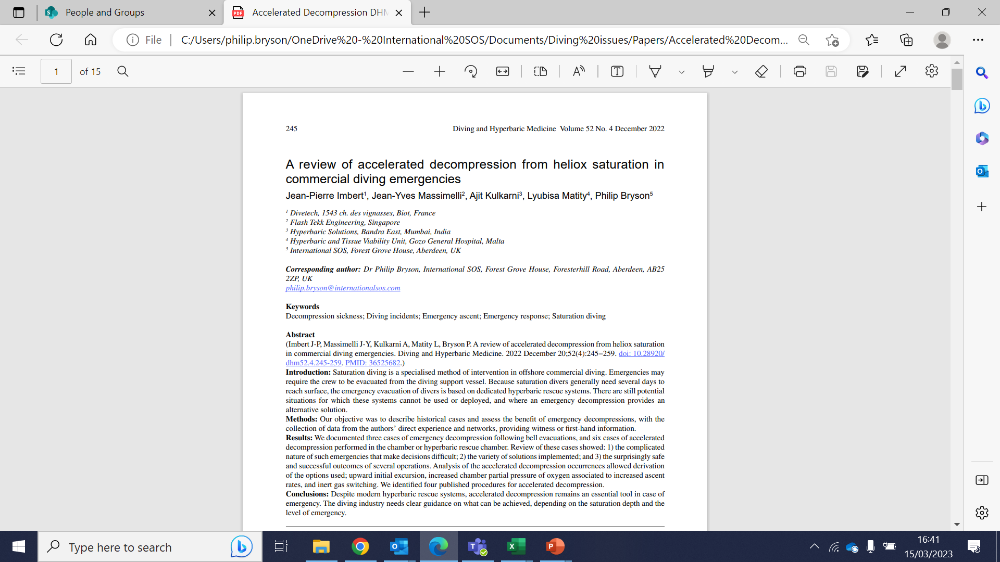 People and Groups
Accelerated Decompression DHM
File
C:/Users/philip.bryson/OneDrive%20-%20International%20SOS/Documents/Diving%20issues/Papers/Accelerated%20Decom...
1 of 15
245 Diving and Hyperbaric Medicine Volume 52 No. 4 December 2022
A review of accelerated decompression from heliox saturation in
commercial diving emergencies
Jean-Pierre Imbert1, Jean-Yves Massimelli2, Ajit Kulkarni3, Lyubisa Matity4, Philip Bryson5
1 Divetech, 1543 ch. des vignasses, Biot, France
2 Flash Tekk Engineering, Singapore
3 Hyperbaric Solutions, Bandra East, Mumbai, India
4 Hyperbaric and Tissue Viability Unit, Gozo General Hospital, Malta
5 International SOS, Forest Grove House, Aberdeen, UK
Corresponding author: Dr Philip Bryson, International SOS, Forest Grove House, Foresterhill Road, Aberdeen, AB25
2ZP, UK
philip.bryson@internationalsos.com
Keywords
Decompression sickness; Diving incidents; Emergency ascent; Emergency response; Saturation diving
Abstract
(Imbert J-P, Massimelli J-Y, Kulkarni A, Matity L, Bryson P. A review of accelerated decompression from heliox saturation
in commercial diving emergencies. Diving and Hyperbaric Medicine. 2022 December 20;52(4):245–259. doi: 10.28920/
dhm52.4.245-259. PMID: 36525682.)
Introduction: Saturation diving is a specialised method of intervention in offshore commercial diving. Emergencies may
require the crew to be evacuated from the diving support vessel. Because saturation divers generally need several days to
reach surface, the emergency evacuation of divers is based on dedicated hyperbaric rescue systems. There are still potential
situations for which these systems cannot be used or deployed, and where an emergency decompression provides an
alternative solution.
Methods: Our objective was to describe historical cases and assess the benefit of emergency decompressions, with the
collection of data from the authors’ direct experience and networks, providing witness or first-hand information.
Results: We documented three cases of emergency decompression following bell evacuations, and six cases of accelerated
decompression performed in the chamber or hyperbaric rescue chamber. Review of these cases showed: 1) the complicated
nature of such emergencies that make decisions difficult; 2) the variety of solutions implemented; and 3) the surprisingly safe
and successful outcomes of several operations. Analysis of the accelerated decompression occurrences allowed derivation
of the options used; upward initial excursion, increased chamber partial pressure of oxygen associated to increased ascent
rates, and inert gas switching. We identified four published procedures for accelerated decompression.
Conclusions: Despite modern hyperbaric rescue systems, accelerated decompression remains an essential tool in case of
emergency. The diving industry needs clear guidance on what can be achieved, depending on the saturation depth and the
level of emergency.
Type here to search
16:41
15/03/2023